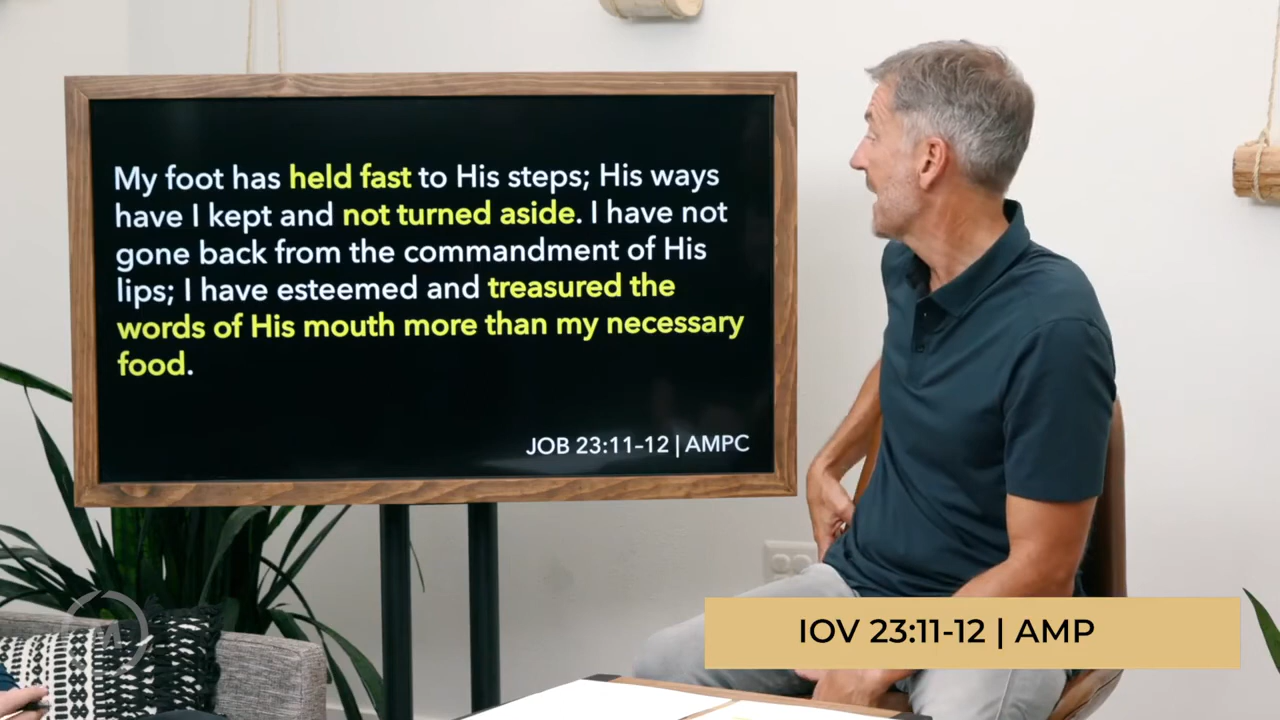 My foot has held fast to His steps; His ways
have I kept and not turned aside. I have not
gone back from the commandment of His
lips; I have esteemed and treasured the
words of His mouth more than my necessary
food.
JOB 23:11–12 | AMPC
IOV 23:11-12 | AMP